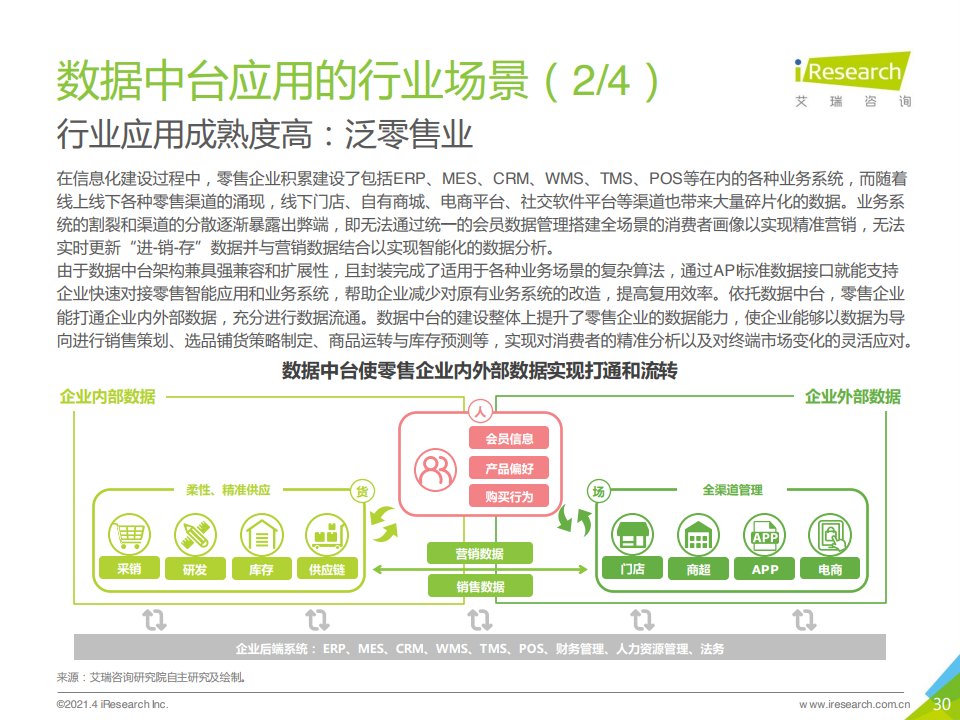 数据中台应用的行业场景（2/4）
iResearch
艾 瑞 咨 询
行业应用成熟度高：泛零售业
在信息化建设过程中，零售企业积累建设了包括ERP、MES、CRM、WMS、TMS、POS等在内的各种业务系统，而随着
线上线下各种零售渠道的涌现，线下门店、自有商城、电商平台、社交软件平台等渠道也带来大量碎片化的数据。业务系
统的割裂和渠道的分散逐渐暴露出弊端，即无法通过统一的会员数据管理搭建全场景的消费者画像以实现精准营销，无法
实时更新“进-销-存”数据并与营销数据结合以实现智能化的数据分析。
由于数据中台架构兼具强兼容和扩展性，且封装完成了适用于各种业务场景的复杂算法，通过API标准数据接口就能支持
企业快速对接零售智能应用和业务系统，帮助企业减少对原有业务系统的改造，提高复用效率。依托数据中台，零售企业
能打通企业内外部数据，充分进行数据流通。数据中台的建设整体上提升了零售企业的数据能力，使企业能够以数据为导
向进行销售策划、选品铺货策略制定、商品运转与库存预测等，实现对消费者的精准分析以及对终端市场变化的灵活应对。
数据中台使零售企业内外部数据实现打通和流转
企业内部数据
企业外部数据
人
会员信息
产品偏好
购买行为
柔性、精准供应
货
场
全渠道管理
APP
采销
研发
库存
供应链
营销数据
销售数据
门店
商超
APP
电商
企业后端系统： ERP、MES、CRM、WMS、TMS、POS、财务管理、人力资源管理、法务
来源：艾瑞咨询研究院自主研究及绘制。
©2021.4 iResearch Inc.
www.iresearch.com.cn
30